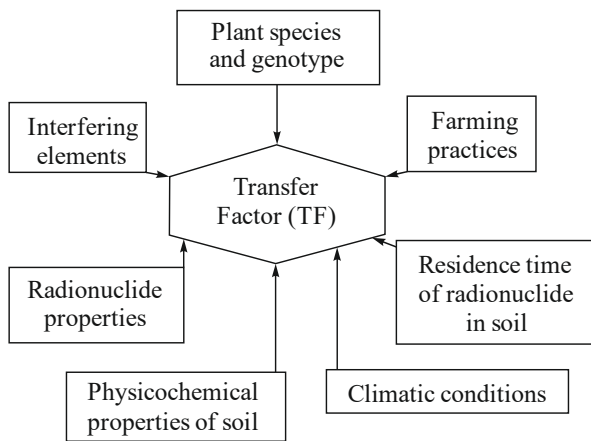 Plant species
and genotype
Interfering
elements
Farming
practices
Transfer
Factor (TF)
Radionuclide
properties
Residence time
of radionuclide
in soil
Physicochemical
properties of soil
Climatic conditions